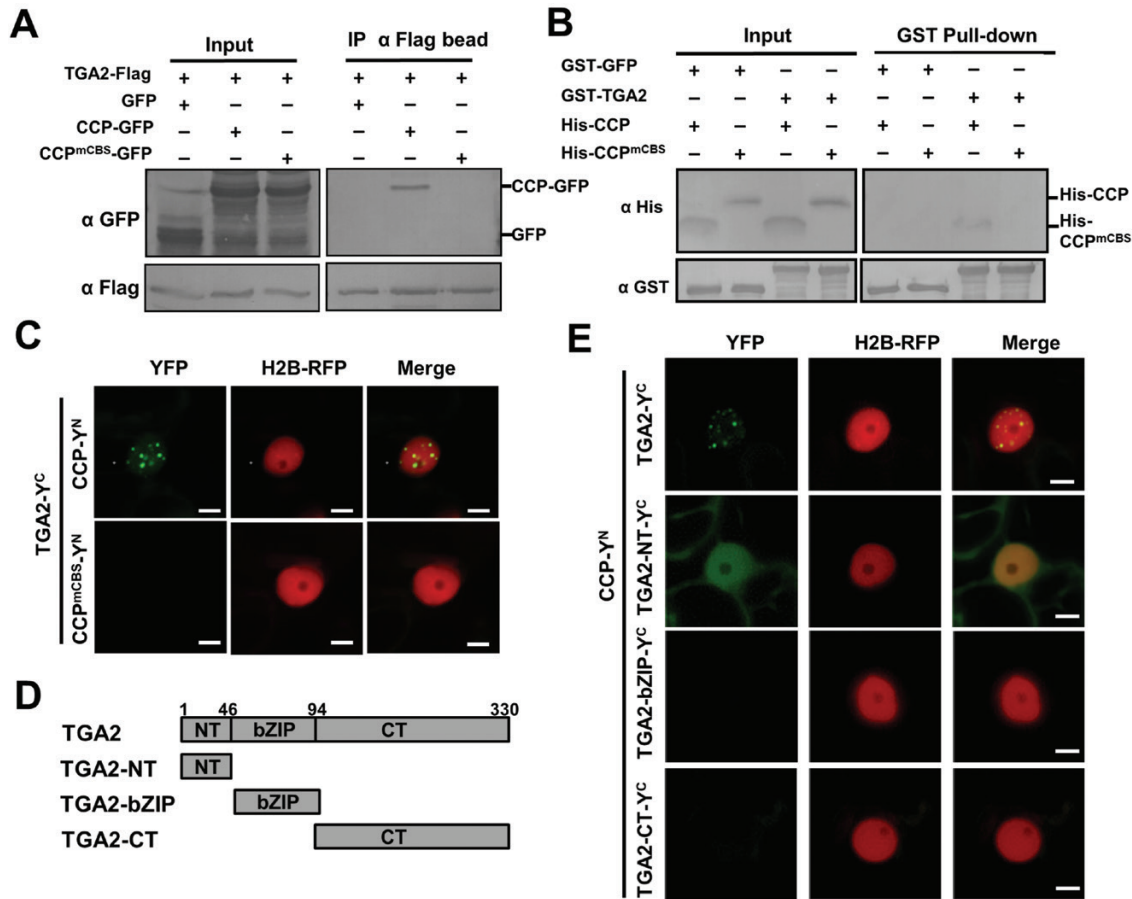 A
Input
IP α Flag bead
TGA2-Flag + + + + + +
GFP + − − + − −
CCP-GFP − + − − + −
CCPmCBS-GFP − − + − − +
α GFP
CCP-GFP
GFP
α Flag
B
Input
GST Pull-down
GST-GFP + + − − + + − −
GST-TGA2 − − + + − − + +
His-CCP + − + − + − + −
His-CCPmCBS − + − + − + − +
α His
His-CCP
His-
CCPmCBS
α GST
C
YFP
H2B-RFP
Merge
TGA2-YC
CCP-YN
CCPmCBS-YN
D
1 46 94 330
TGA2 NT bZIP CT
TGA2-NT NT
TGA2-bZIP bZIP
TGA2-CT CT
E
YFP
H2B-RFP
Merge
CCP-YN
TGA2-YC
TGA2-NT-YC
TGA2-bZIP-YC
TGA2-CT-YC